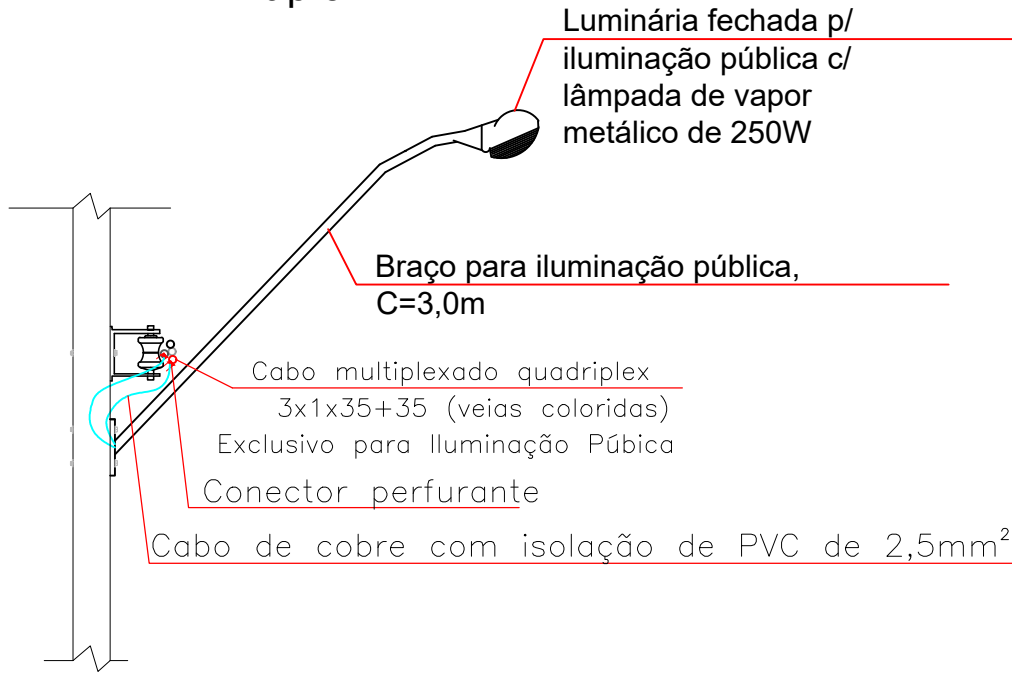 Luminária fechada p/
iluminação pública c/
lâmpada de vapor
metálico de 250W
Braço para iluminação pública,
C=3,0m
Cabo multiplexado quadriplex
3x1x35+35 (veias coloridas)
Exclusivo para Iluminação Púbica
Conector perfurante
Cabo de cobre com isolação de PVC de 2,5mm²